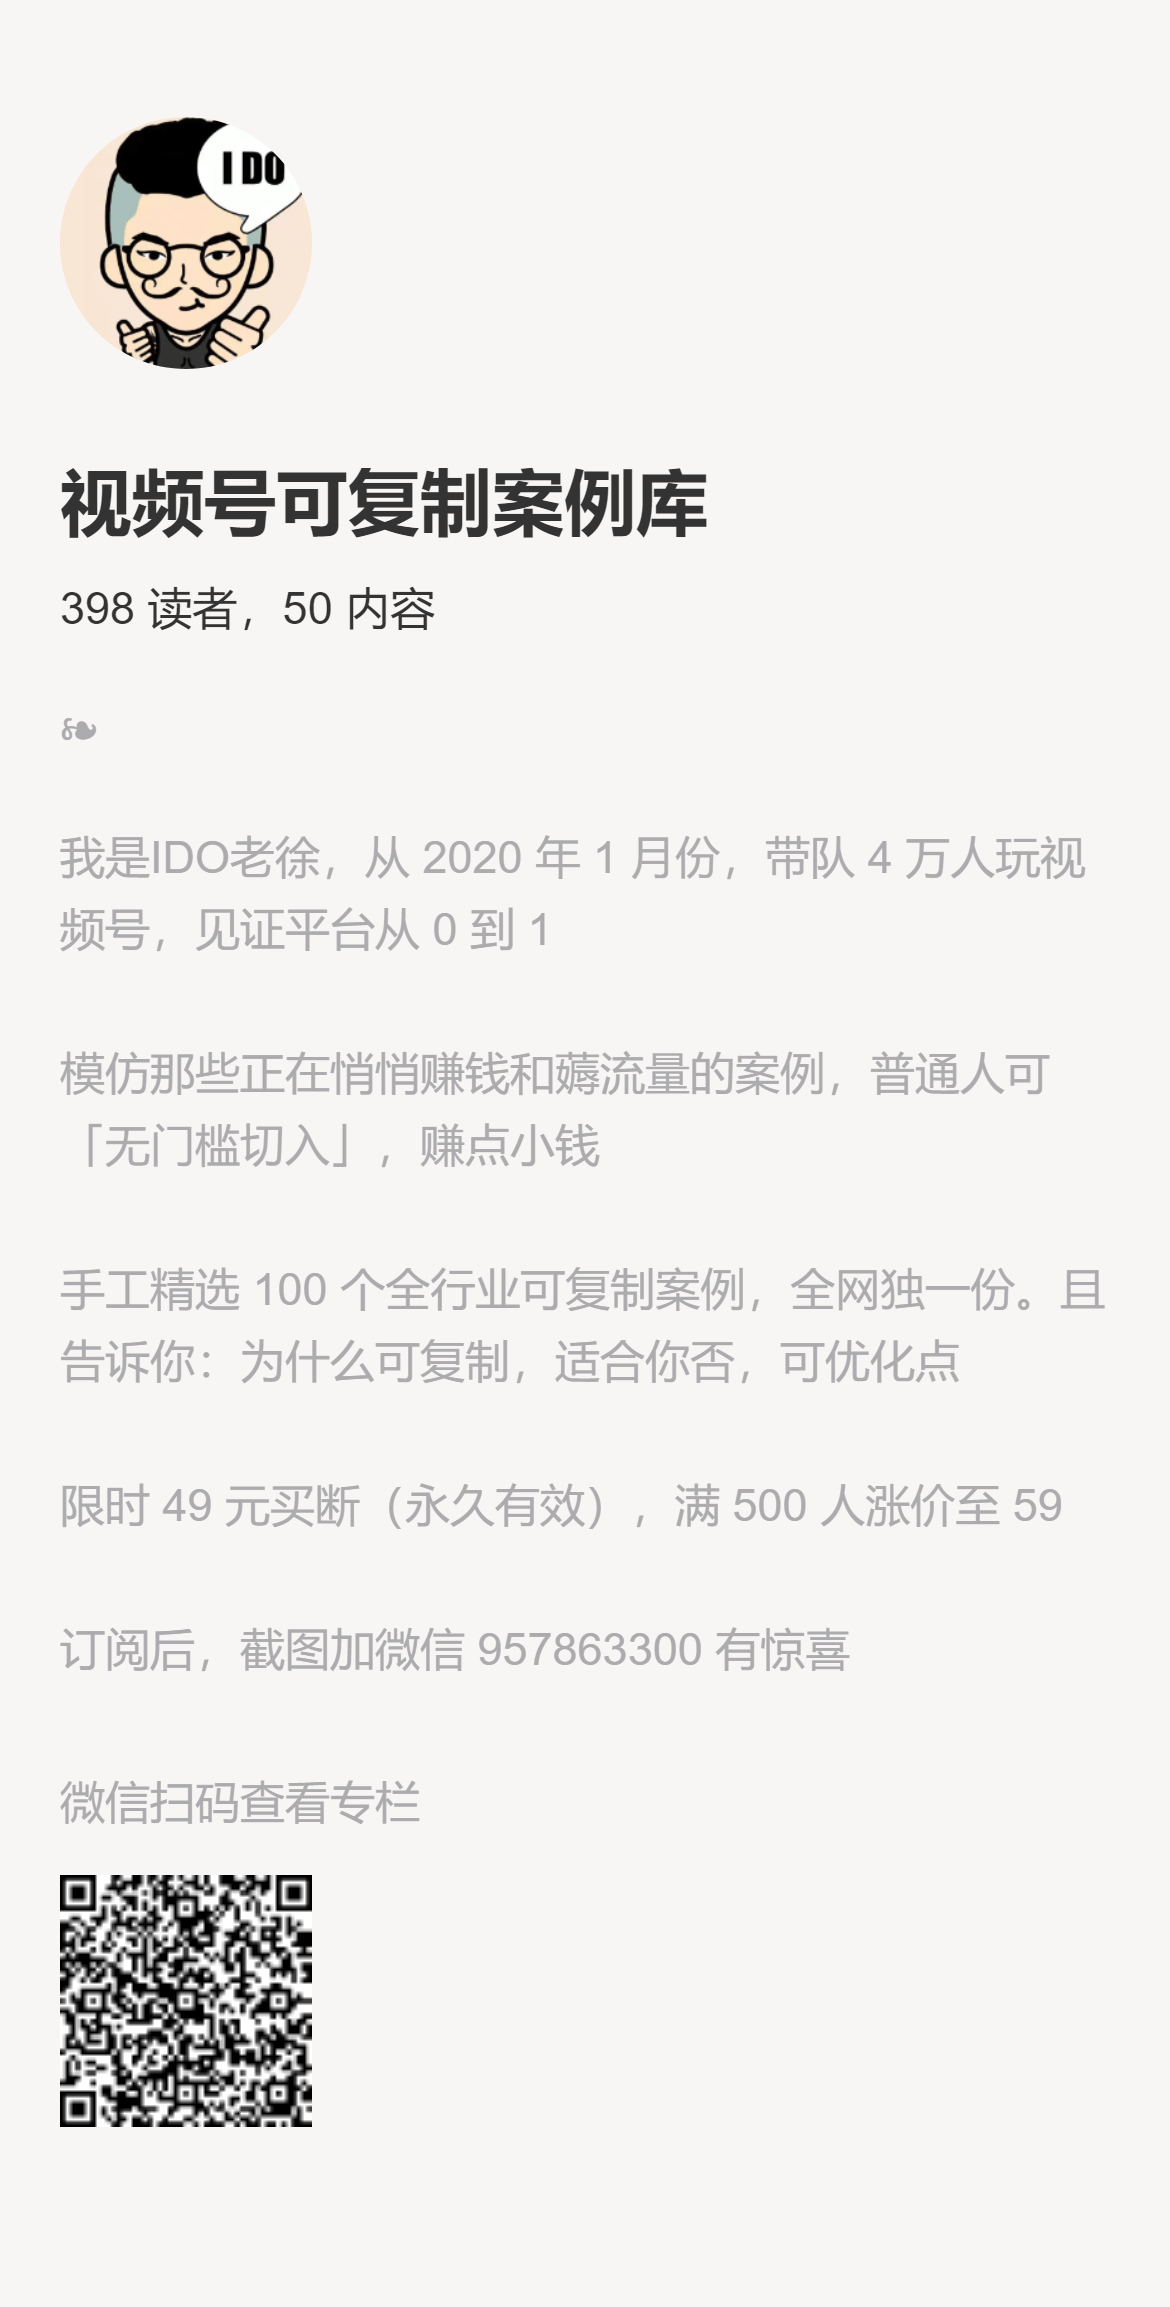 I DO
视频号可复制案例库
398 读者，50 内容
我是IDO老徐，从 2020 年 1 月份，带队 4 万人玩视
频号，见证平台从 0 到 1
模仿那些正在悄悄赚钱和薅流量的案例，普通人可
「无门槛切入」，赚点小钱
手工精选 100 个全行业可复制案例，全网独一份。且
告诉你：为什么可复制，适合你否，可优化点
限时 49 元买断（永久有效），满 500 人涨价至 59
订阅后，截图加微信 957863300 有惊喜
微信扫码查看专栏